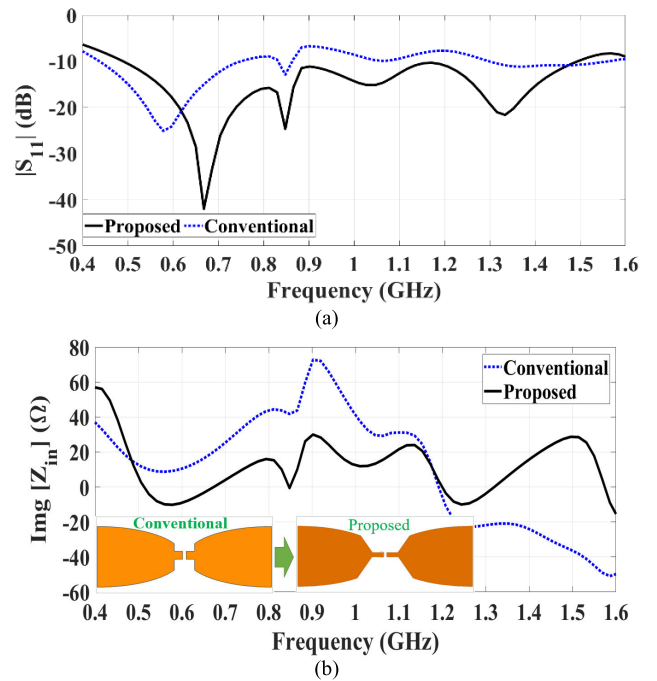 0
-10
-20
-30
-40
-50
|S11| (dB)
Proposed Conventional
0.4 0.5 0.6 0.7 0.8 0.9 1 1.1 1.2 1.3 1.4 1.5 1.6
Frequency (GHz)
(a)
80
60
40
20
0
-20
-40
-60
Img [Zin] (Ω)
Conventional
Proposed
Conventional
Proposed
0.4 0.5 0.6 0.7 0.8 0.9 1.0 1.1 1.2 1.3 1.4 1.5 1.6
Frequency (GHz)
(b)